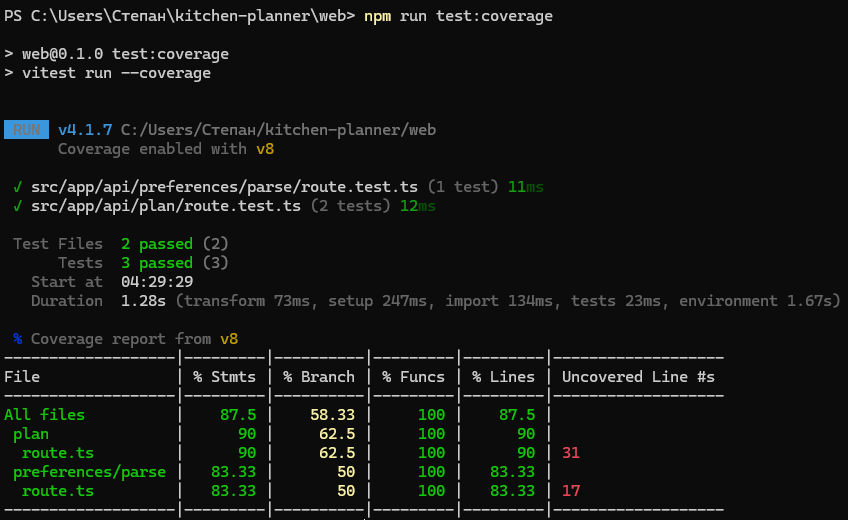 PS C:\Users\Степан\kitchen-planner\web> npm run test:coverage
> web@0.1.0 test:coverage
> vitest run --coverage
RUN v4.1.7 C:/Users/Степан/kitchen-planner/web
Coverage enabled with v8
✓ src/app/api/preferences/parse/route.test.ts (1 test) 11ms
✓ src/app/api/plan/route.test.ts (2 tests) 12ms
Test Files 2 passed (2)
Tests 3 passed (3)
Start at 04:29:29
Duration 1.28s (transform 73ms, setup 247ms, import 134ms, tests 23ms, environment 1.67s)
% Coverage report from v8
-------------------|---------|----------|---------|---------|-------------------
File | % Stmts | % Branch | % Funcs | % Lines | Uncovered Line #s
-------------------|---------|----------|---------|---------|-------------------
All files | 87.5 | 58.33 | 100 | 87.5 |
plan | 90 | 62.5 | 100 | 90 |
route.ts | 90 | 62.5 | 100 | 90 | 31
preferences/parse | 83.33 | 50 | 100 | 83.33 |
route.ts | 83.33 | 50 | 100 | 83.33 | 17
-------------------|---------|----------|---------|---------|-------------------